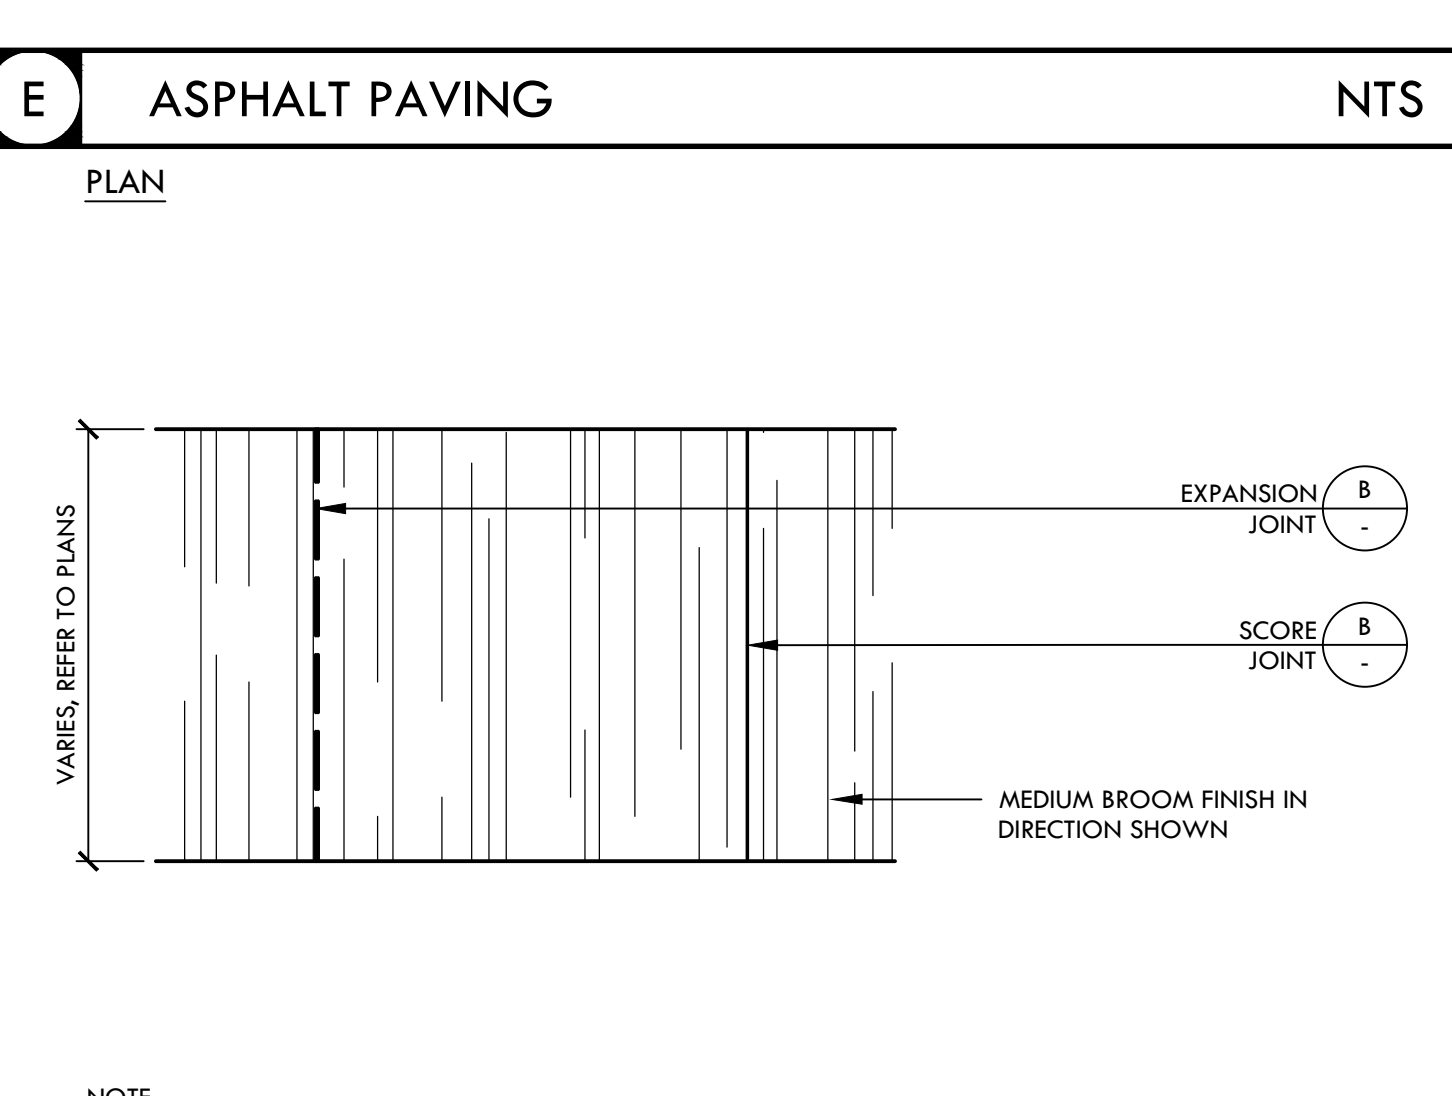 E ASPHALT PAVING NTS
PLAN
VARIES, REFER TO PLANS
EXPANSION B
JOINT -
SCORE B
JOINT -
MEDIUM BROOM FINISH IN
DIRECTION SHOWN
NOTE